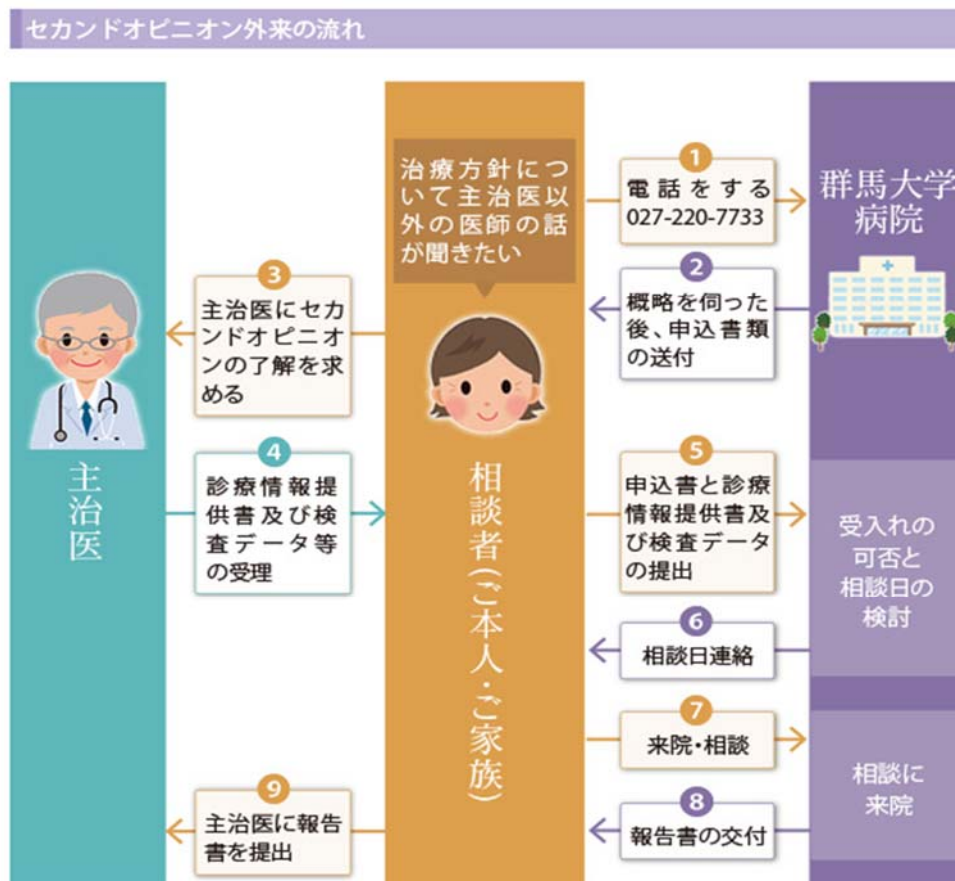 セカンドオピニオン外来の流れ
治療方針につ
いて主治医以
外の医師の話
が聞きたい
1
電話をする
027-220-7733
群馬大学
病院
2
概略を伺った
後、申込書類
の送付
3
主治医にセカ
ンドオピニオ
ンの了解を求
める
主治医
4
診療情報提
供書及び検
査データ等
の受理
相談者(ご本人・ご家族)
5
申込書と診療
情報提供書及
び検査データ
の提出
受入れの
可否と
相談日の
検討
6
相談日連絡
7
来院・相談
相談に
来院
8
報告書の交付
9
主治医に報告
書を提出